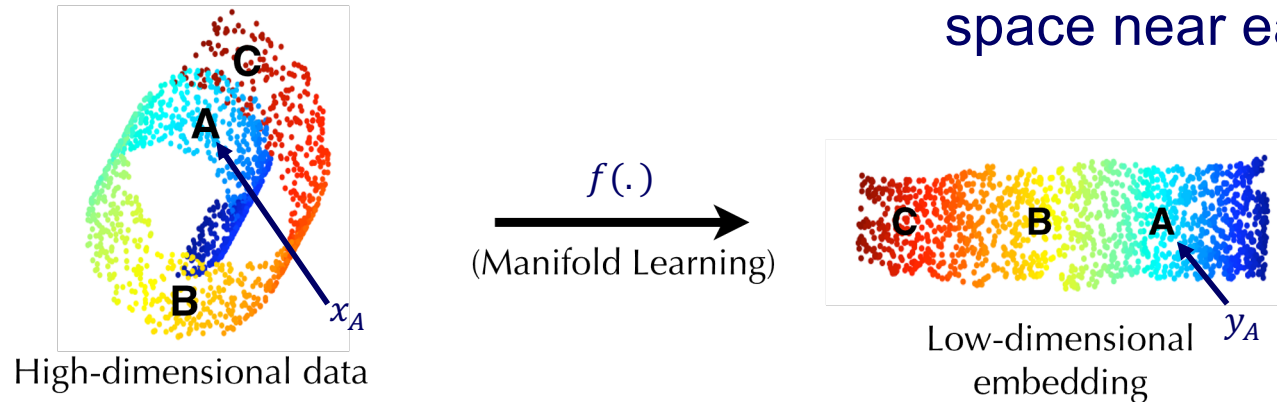 space near ea
C
A
B
x_A
High-dimensional data
f(.)
(Manifold Learning)
C B A
y_A
Low-dimensional
embedding